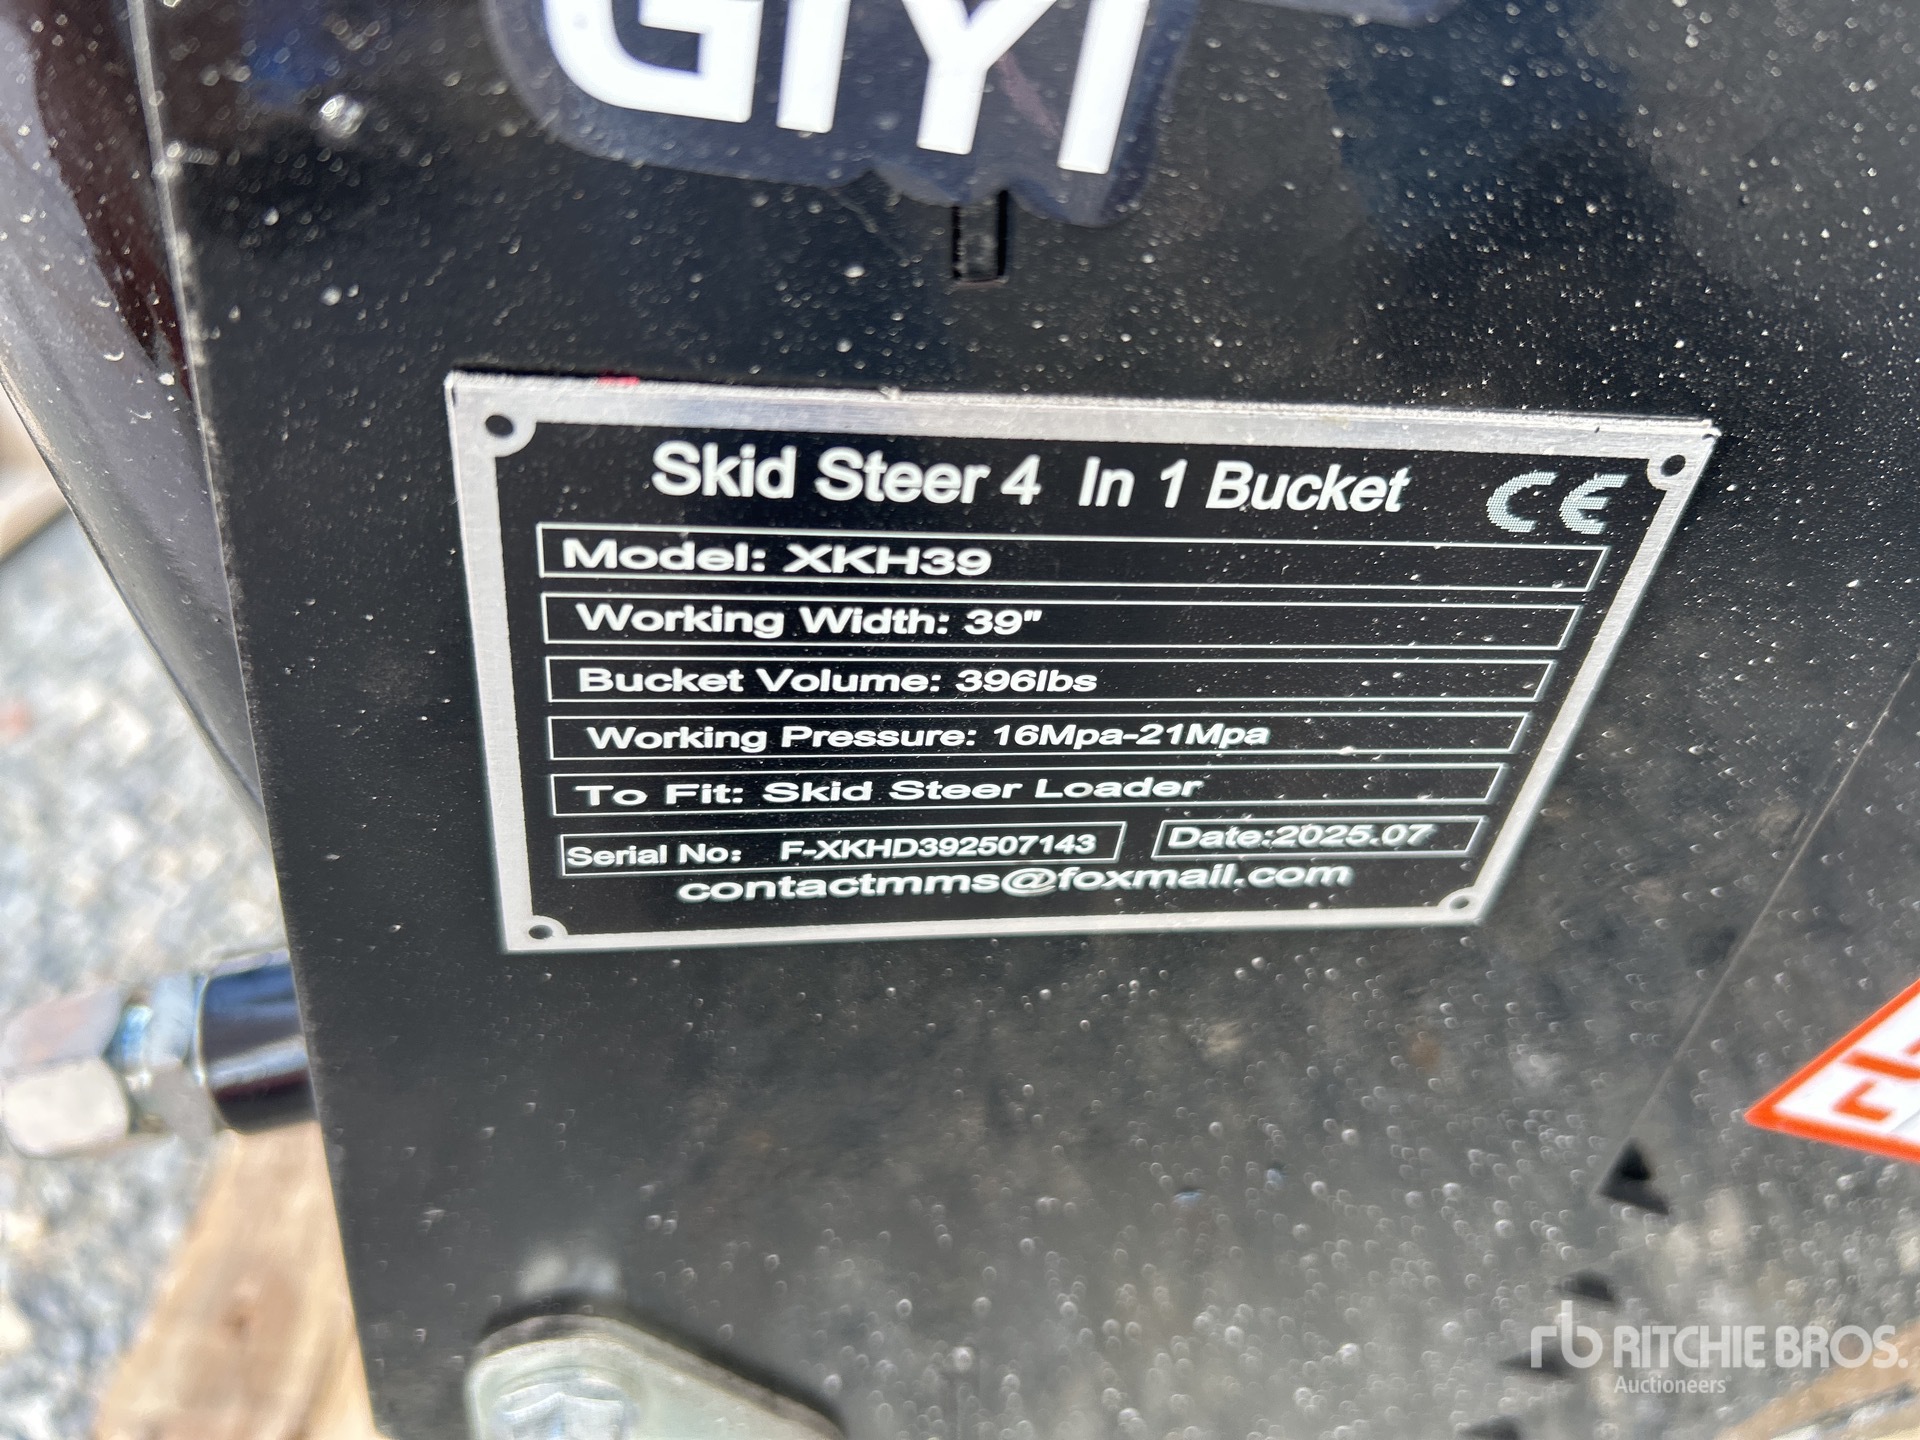 GIYI
Skid Steer 4 In 1 Bucket CE
Model: XKH39
Working Width: 39"
Bucket Volume: 396lbs
Working Pressure: 16Mpa-21Mpa
To Fit: Skid Steer Loader
Serial No: F-XKHD392507143 Date:2025.07
contactmms@foxmail.com
rb RITCHIE BROS.
Auctioneers